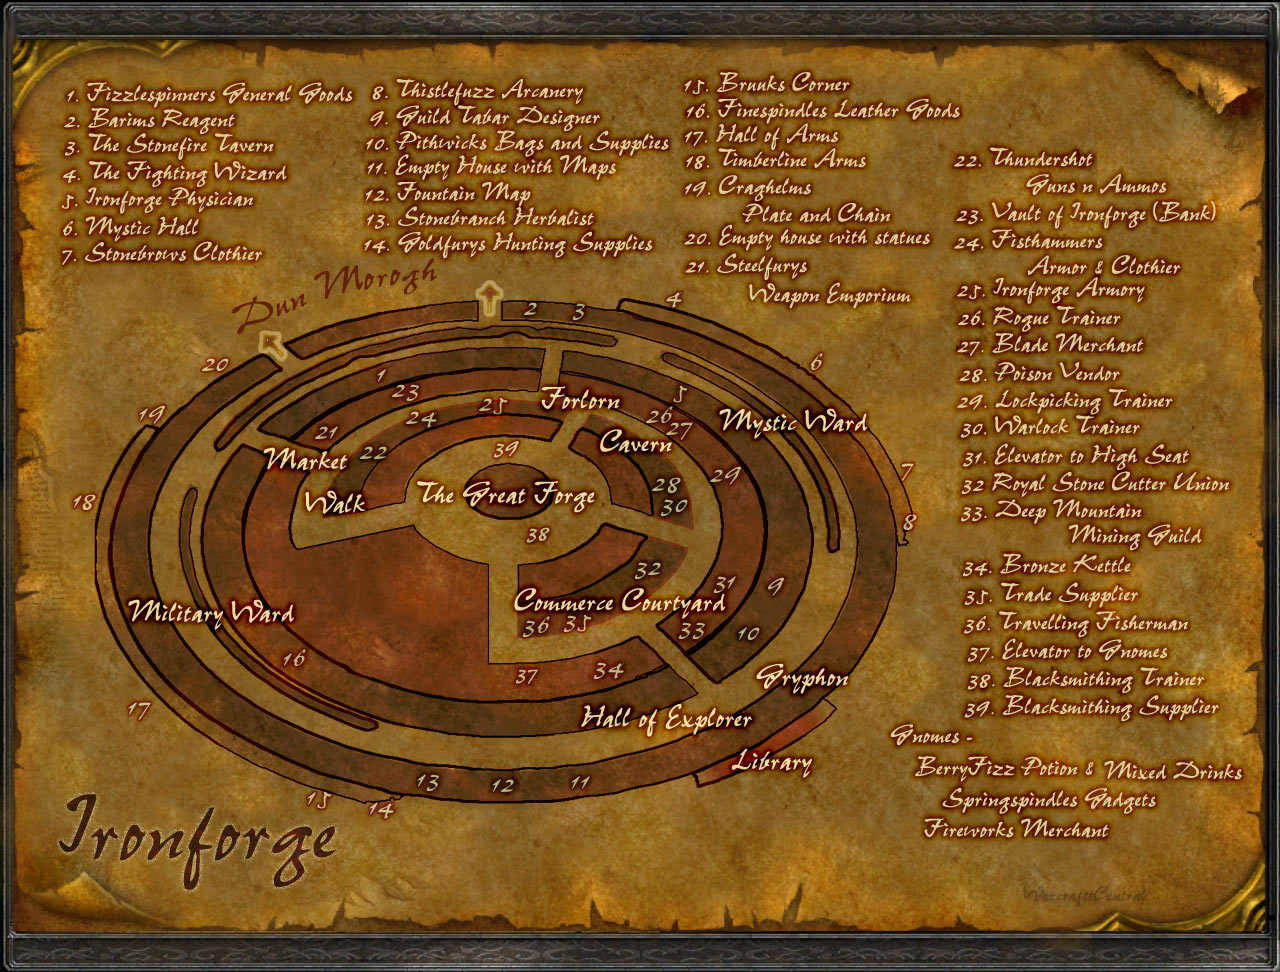 1. Fizzlespinners General Goods
2. Barims Reagent
3. The Stonefire Tavern
4. The Fighting Wizard
5. Ironforge Physician
6. Mystic Hall
7. Stonebrows Clothier
8. Thistlefuzz Arcanery
9. Guild Tabar Designer
10. Pithwicks Bags and Supplies
11. Empty House with Maps
12. Fountain Map
13. Stonebranch Herbalist
14. Goldfurys Hunting Supplies
15. Bruuks Corner
16. Finespindles Leather Goods
17. Hall of Arms
18. Timberline Arms
19. Craghelms
Plate and Chain
20. Empty house with statues
21. Steelfurys
Weapon Emporium
22. Thundershot
Guns n Ammos
23. Vault of Ironforge (Bank)
24. Fisthammers
Armor & Clothier
25. Ironforge Armory
26. Rogue Trainer
27. Blade Merchant
28. Poison Vendor
29. Lockpicking Trainer
30. Warlock Trainer
31. Elevator to High Seat
32 Royal Stone Cutter Union
33. Deep Mountain
Mining Guild
34. Bronze Kettle
35. Trade Supplier
36. Travelling Fisherman
37. Elevator to Gnomes
38. Blacksmithing Trainer
39. Blacksmithing Supplier
Gnomes -
BerryFizz Potion & Mixed Drinks
Springspindles Gadgets
Fireworks Merchant
Dun Morogh
2
3
4
20
6
1
23
5
19
24
25
Forlorn
26
27
Mystic Ward
21
22
Cavern
Market
39
29
7
18
Walk
The Great Forge
28
30
8
38
32
31
9
Military Ward
Commerce Courtyard
36
35
33
10
16
37
34
Gryphon
17
Hall of Explorer
Library
13
12
11
15
14
Ironforge
WarcraftsCentral